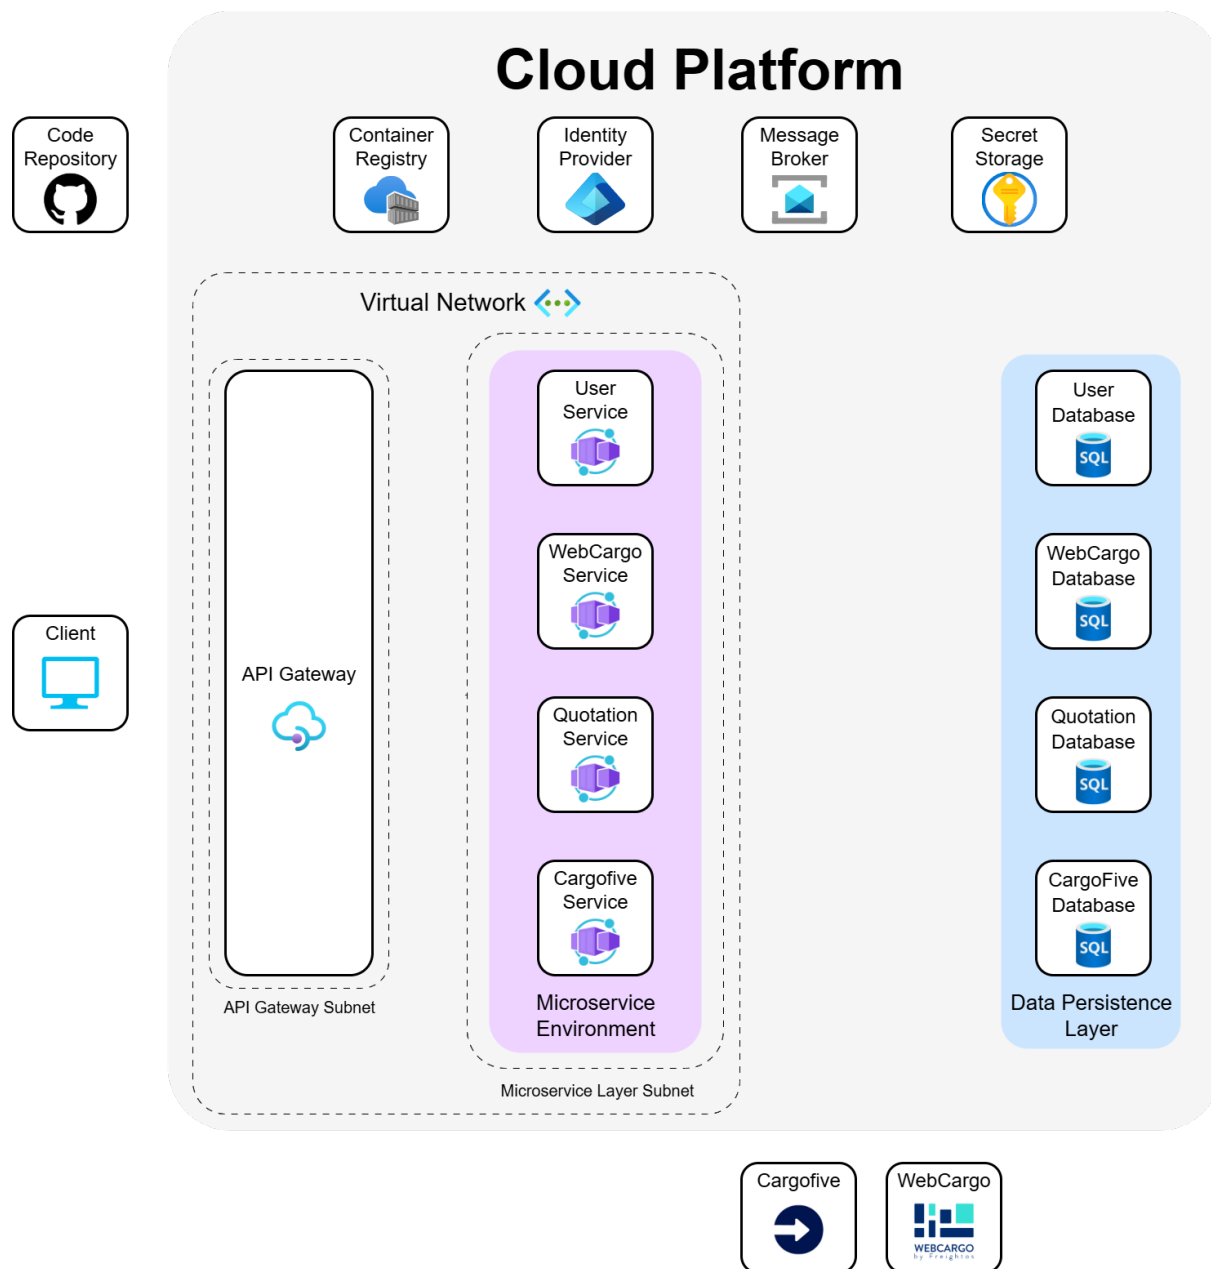 Cloud Platform
Code
Repository
Container
Registry
Identity
Provider
Message
Broker
Secret
Storage
Virtual Network
User
Service
User
Database
WebCargo
Service
WebCargo
Database
SQL
SQL
Client
API Gateway
Quotation
Service
Quotation
Database
SQL
Cargofive
Service
CargoFive
Database
SQL
API Gateway Subnet
Microservice
Environment
Data Persistence
Layer
Microservice Layer Subnet
Cargofive
WebCargo
WEBCARGO
by Freightos